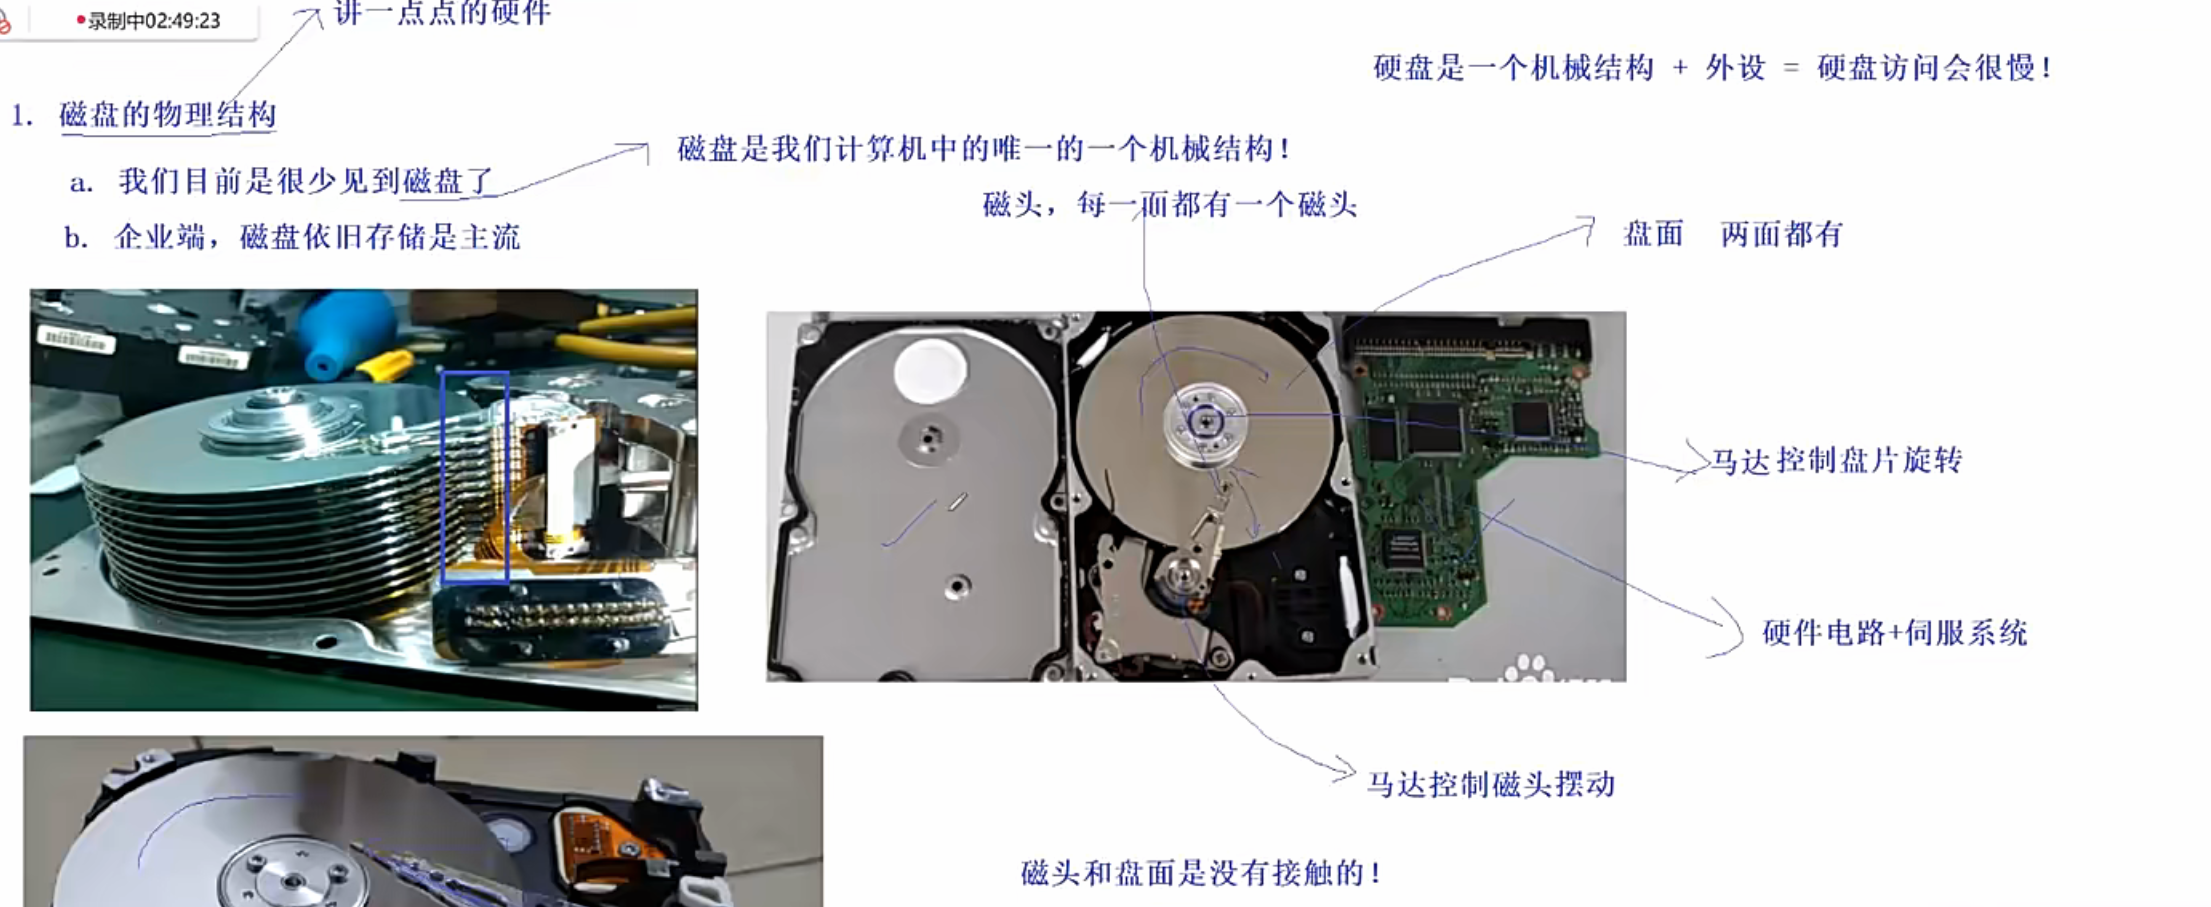 录制中02:49:23
讲一点点的硬件
硬盘是一个机械结构 + 外设 = 硬盘访问会很慢！
1. 磁盘的物理结构
磁盘是我们计算机中的唯一的一个机械结构！
a. 我们目前是很少见到磁盘了
磁头，每一面都有一个磁头
b. 企业端，磁盘依旧存储是主流
盘面 两面都有
马达控制盘片旋转
硬件电路+伺服系统
马达控制磁头摆动
磁头和盘面是没有接触的！